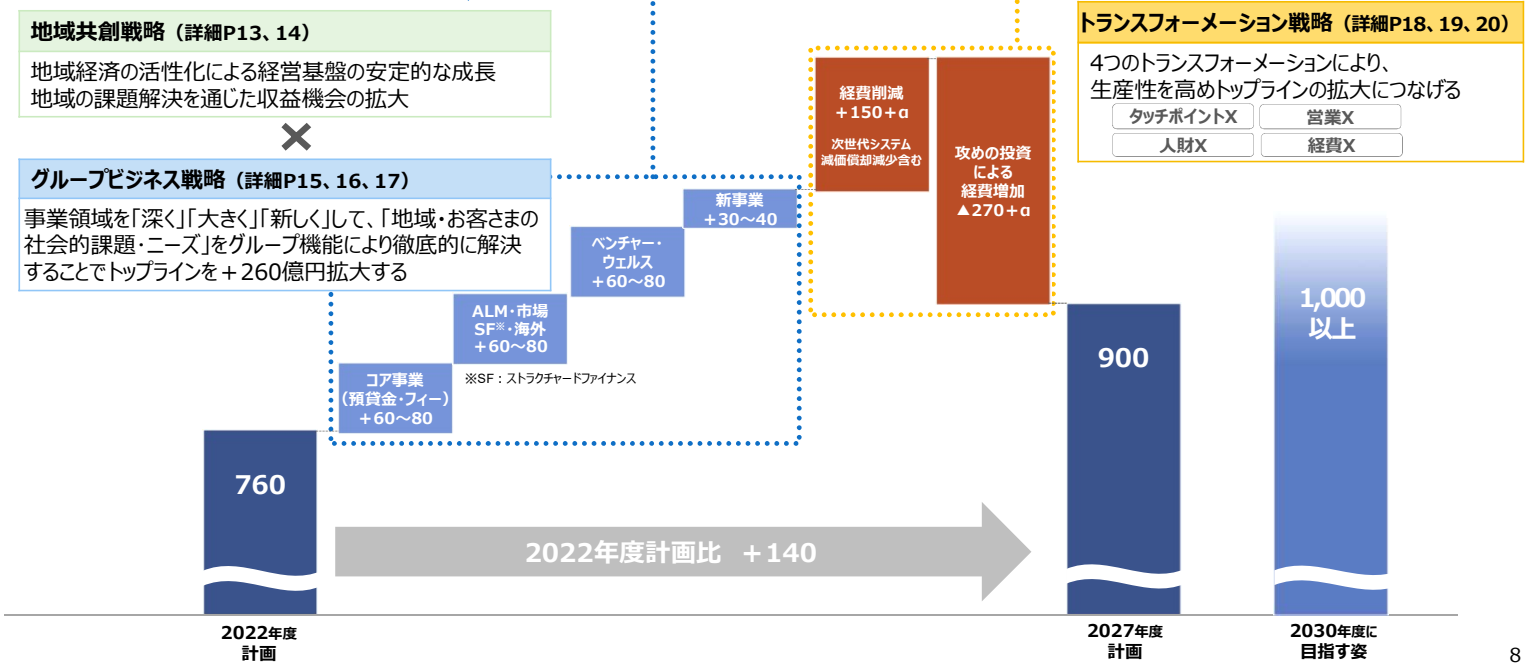 地域共創戦略（詳細P13、14）
地域経済の活性化による経営基盤の安定的な成長
地域の課題解決を通じた収益機会の拡大
×
グループビジネス戦略（詳細P15、16、17）
事業領域を「深く」「大きく」「新しく」して、「地域・お客さまの
社会的課題・ニーズ」をグループ機能により徹底的に解決
することでトップラインを＋260億円拡大する
トランスフォーメーション戦略（詳細P18、19、20）
4つのトランスフォーメーションにより、
生産性を高めトップラインの拡大につなげる
タッチポイントX
営業X
人財X
経費X
760
コア事業
（預貸金・フィー）
＋60～80
ALM・市場
SF※・海外
＋60～80
※SF：ストラクチャードファイナンス
ベンチャー・
ウェルス
＋60～80
新事業
＋30～40
経費削減
＋150＋α
次世代システム
減価償却減少含む
攻めの投資
による
経費増加
▲270＋α
900
1,000
以上
2022年度計画比 ＋140
2022年度
計画
2027年度
計画
2030年度に
目指す姿
8